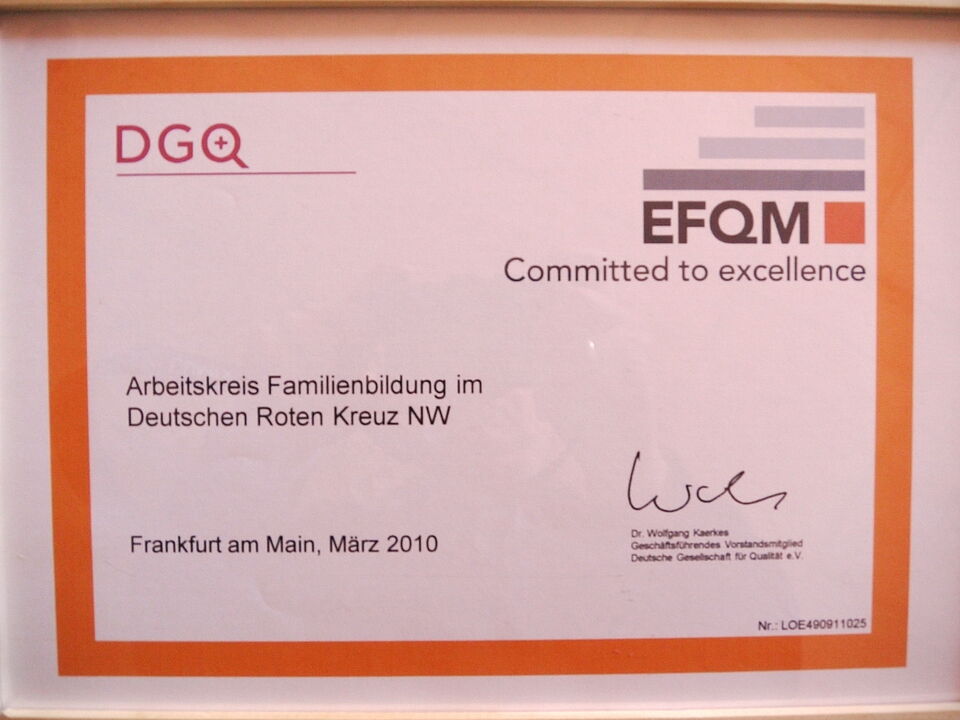 DGQ
EFQM
Committed to excellence
Arbeitskreis Familienbildung im
Deutschen Roten Kreuz NW
Frankfurt am Main, März 2010
Dr. Wolfgang Kaerkes
Geschäftsführendes Vorstandsmitglied
Deutsche Gesellschaft für Qualität e.V.
Nr.: LOE490911025